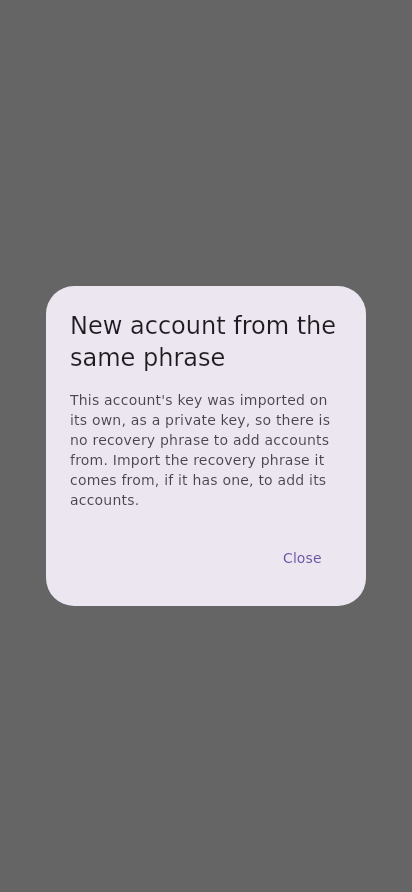 New account from the
same phrase
This account's key was imported on
its own, as a private key, so there is
no recovery phrase to add accounts
from. Import the recovery phrase it
comes from, if it has one, to add its
accounts.
Close